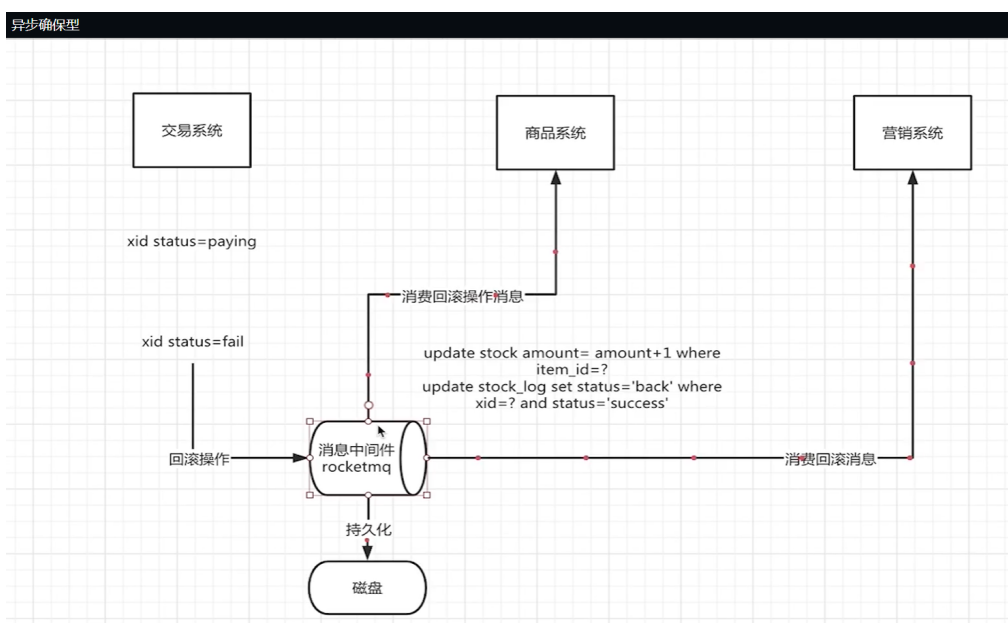 异步确保型
交易系统
商品系统
营销系统
xid status=paying
消费回滚操作消息
xid status=fail
update stock amount= amount+1 where
item_id=?
update stock_log set status='back' where
xid=? and status='success'
消息中间件
rocketmq
回滚操作
消费回滚消息
持久化
磁盘